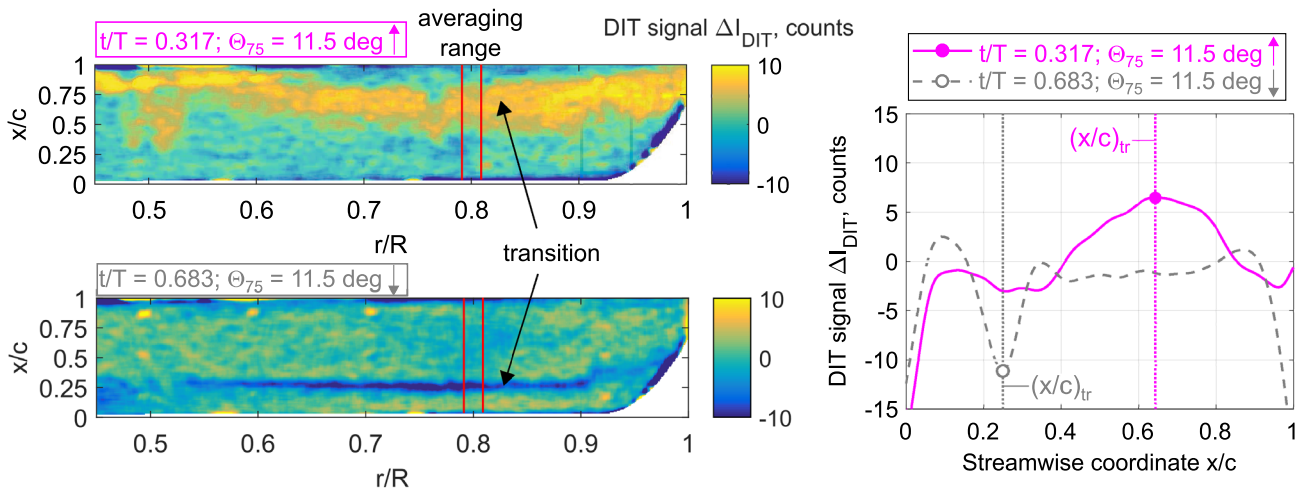 t/T = 0.317; Θ75 = 11.5 deg ↑
averaging
range
DIT signal ΔI_DIT, counts
x/c
1
0.75
0.5
0.25
0
0.5
0.6
0.7
0.8
0.9
1
r/R
10
0
-10
transition
t/T = 0.683; Θ75 = 11.5 deg ↓
x/c
1
0.75
0.5
0.25
0
0.5
0.6
0.7
0.8
0.9
1
r/R
10
0
-10
t/T = 0.317; Θ75 = 11.5 deg ↑
t/T = 0.683; Θ75 = 11.5 deg ↓
DIT signal ΔI_DIT, counts
15
10
5
0
-5
-10
-15
(x/c)tr
(x/c)tr
0
0.2
0.4
0.6
0.8
1
Streamwise coordinate x/c